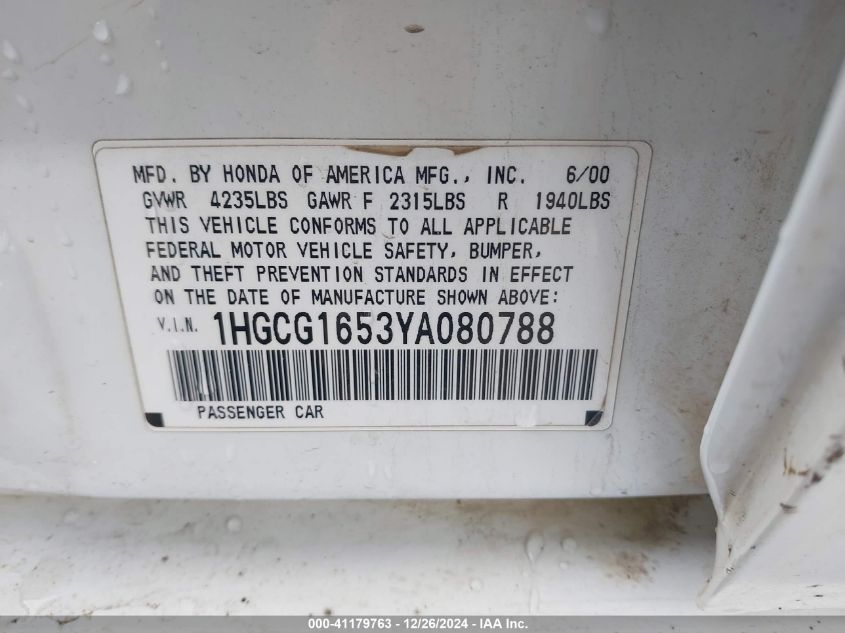 MFD. BY HONDA OF AMERICA MFG., INC. 6/00
GVWR 4235LBS GAWR F 2315LBS R 1940LBS
THIS VEHICLE CONFORMS TO ALL APPLICABLE
FEDERAL MOTOR VEHICLE SAFETY, BUMPER,
AND THEFT PREVENTION STANDARDS IN EFFECT
ON THE DATE OF MANUFACTURE SHOWN ABOVE:
V.I.N. 1HGCG1653YA080788
PASSENGER CAR
000-41179763 - 12/26/2024 - IAA Inc.